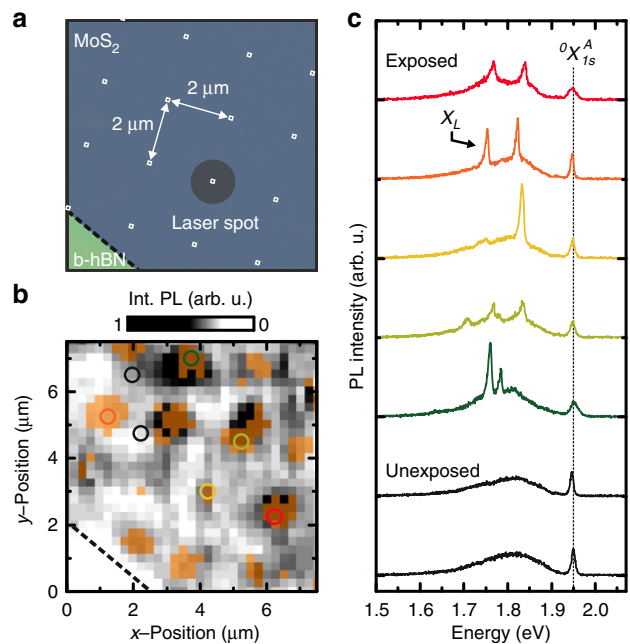 a
MoS₂
2 μm
2 μm
Laser spot
b-hBN
b
Int. PL (arb. u.)
1 0
y–Position (μm)
6
4
2
0
0 2 4 6
x–Position (μm)
c
Exposed
⁰Xᴬ₁ₛ
X_L
Unexposed
PL intensity (arb. u.)
1.5 1.6 1.7 1.8 1.9 2.0
Energy (eV)